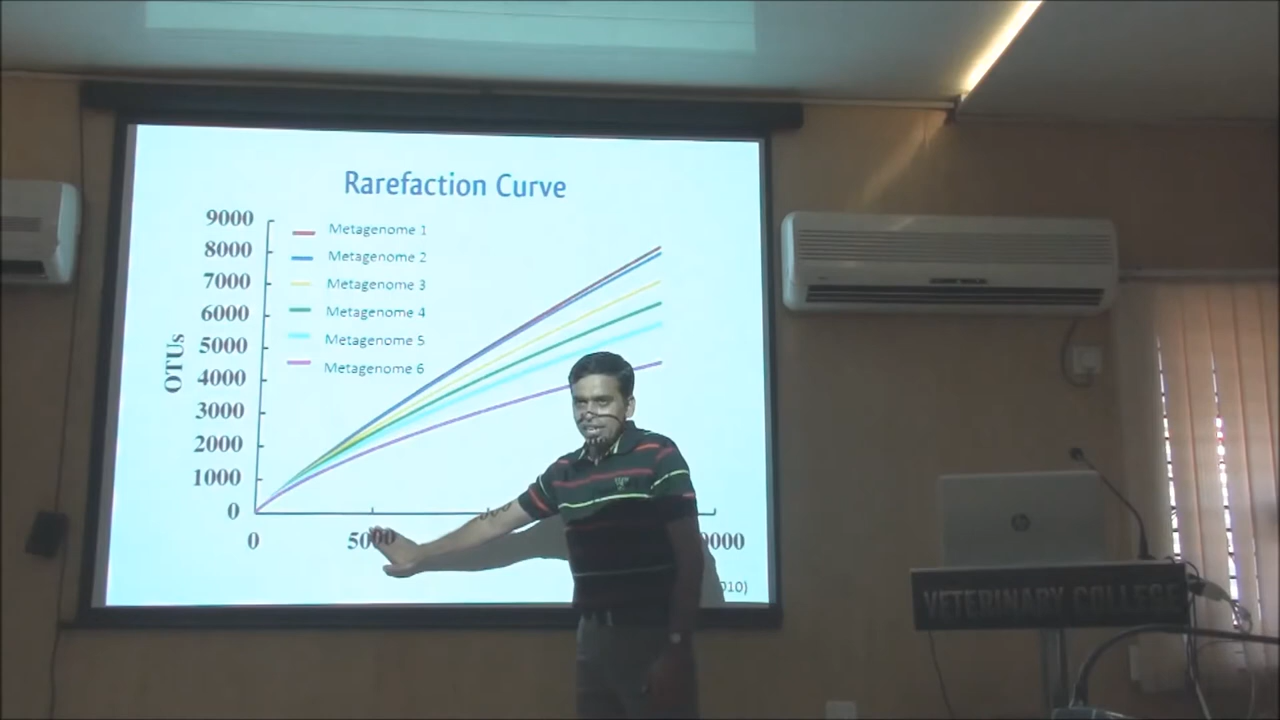 Rarefaction Curve
9000
8000
7000
6000
5000
4000
3000
2000
1000
0
OTUs
Metagenome 1
Metagenome 2
Metagenome 3
Metagenome 4
Metagenome 5
Metagenome 6
0
5000
010)
VETERINARY COLLEGE
hp